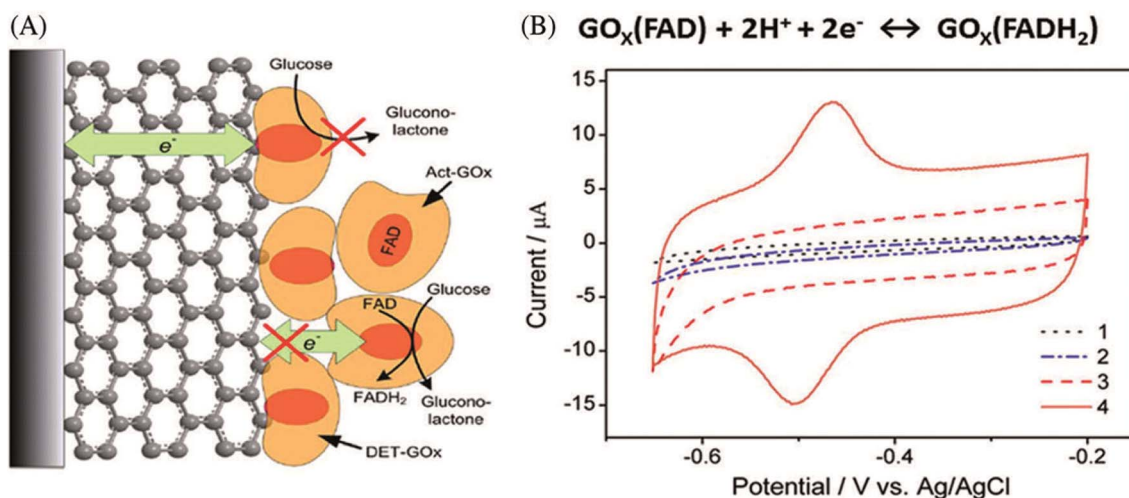 (A)
Glucose
Glucono-
lactone
e-
Act-GOx
FAD
Glucose
FAD
e-
FADH₂
Glucono-
lactone
DET-GOx
(B) GOₓ(FAD) + 2H⁺ + 2e⁻ ↔ GOₓ(FADH₂)
Current / μA
10
5
0
-5
-10
-15
1
2
3
4
-0.6
-0.4
-0.2
Potential / V vs. Ag/AgCl